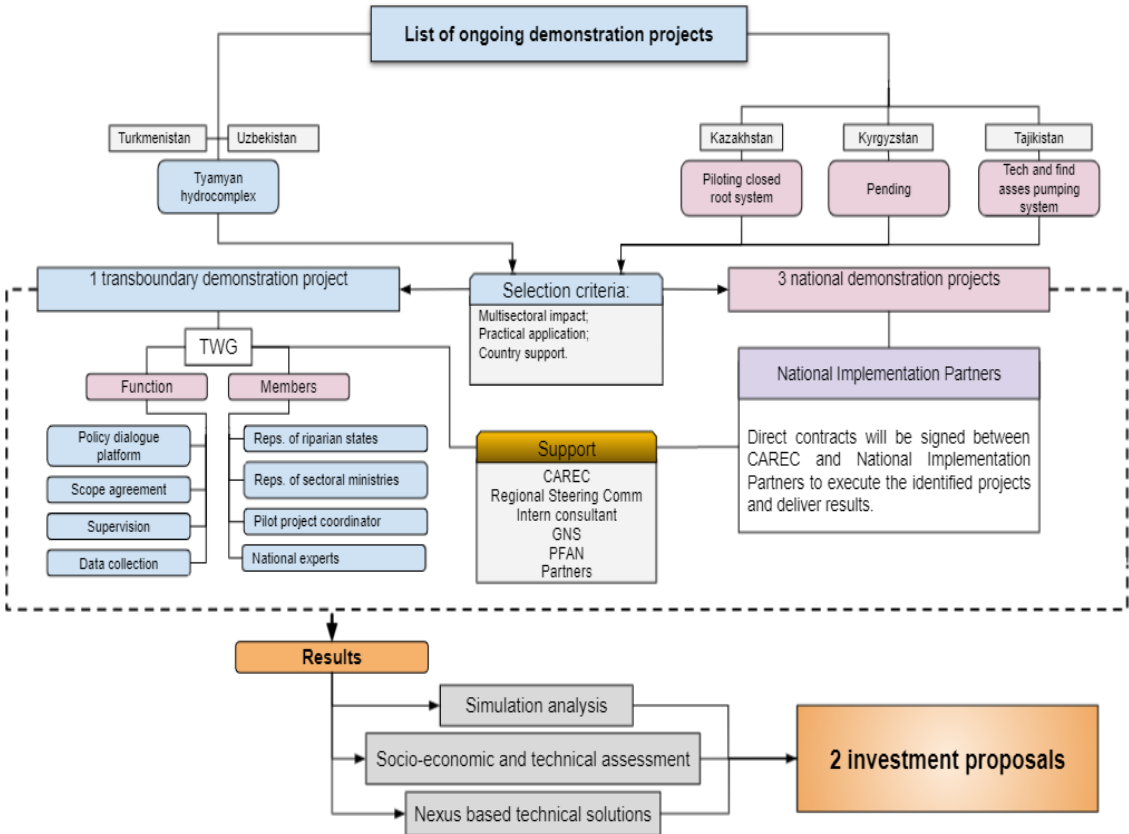 List of ongoing demonstration projects
Turkmenistan
Uzbekistan
Tyamyan
hydrocomplex
Kazakhstan
Kyrgyzstan
Tajikistan
Piloting closed
root system
Pending
Tech and find
asses pumping
system
1 transboundary demonstration project
Selection criteria:
Multisectoral impact;
Practical application;
Country support.
3 national demonstration projects
TWG
Function
Members
Policy dialogue
platform
Scope agreement
Supervision
Data collection
Reps. of riparian states
Reps. of sectoral ministries
Pilot project coordinator
National experts
Support
CAREC
Regional Steering Comm
Intern consultant
GNS
PFAN
Partners
National Implementation Partners
Direct contracts will be signed between
CAREC and National Implementation
Partners to execute the identified projects
and deliver results.
Results
Simulation analysis
Socio-economic and technical assessment
Nexus based technical solutions
2 investment proposals